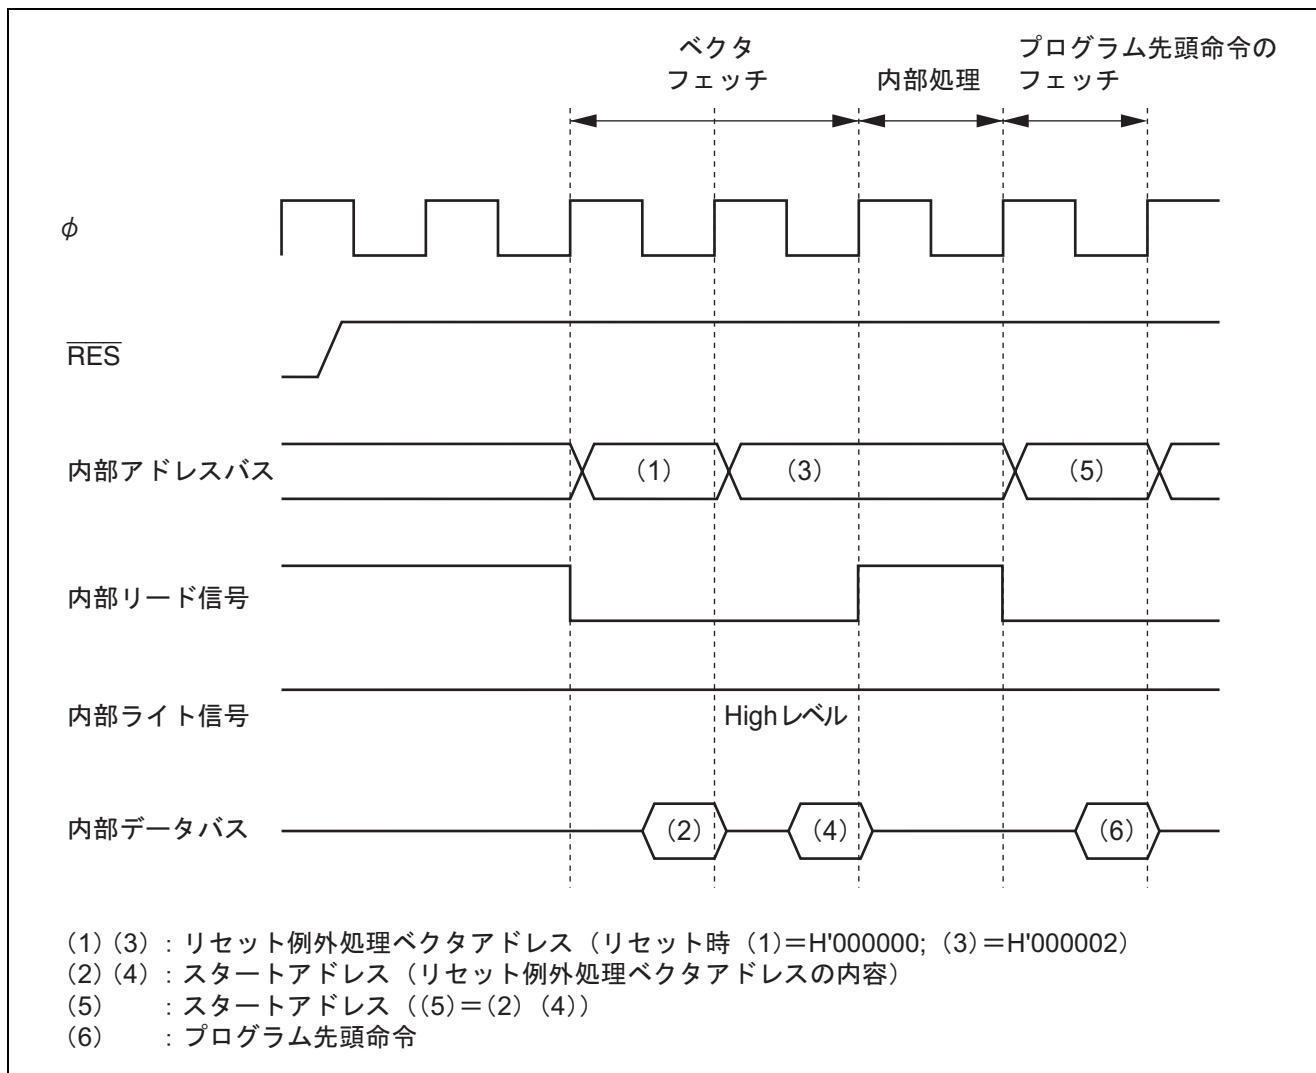 ベクタ
フェッチ
内部処理
プログラム先頭命令の
フェッチ
φ
RES
内部アドレスバス
(1)
(3)
(5)
内部リード信号
内部ライト信号
Highレベル
内部データバス
(2)
(4)
(6)
(1)(3) : リセット例外処理ベクタアドレス(リセット時 (1)=H'000000; (3)=H'000002)
(2)(4) : スタートアドレス(リセット例外処理ベクタアドレスの内容)
(5) : スタートアドレス((5)=(2) (4))
(6) : プログラム先頭命令